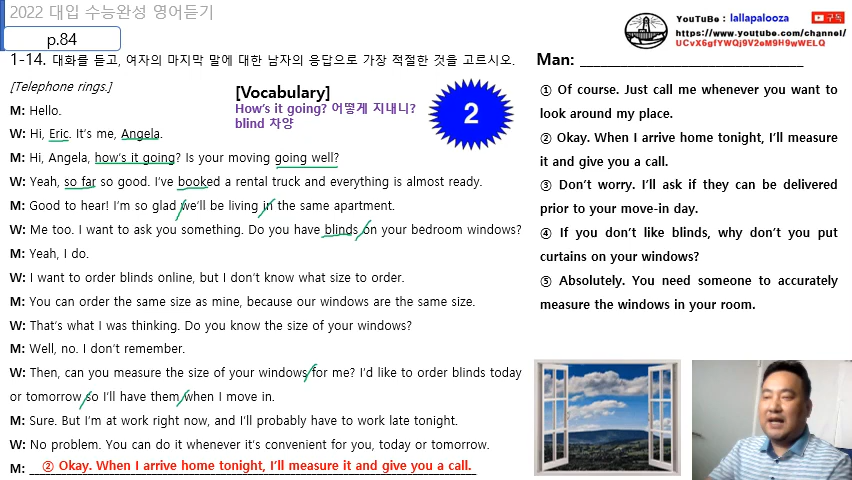 2022 대입 수능완성 영어듣기
p.84
YouTuBe : lallapalooza
구독
https://www.youtube.com/channel/
UCvX6gfYWQj9V2eM9H9wWELQ
1-14. 대화를 듣고, 여자의 마지막 말에 대한 남자의 응답으로 가장 적절한 것을 고르시오.
[Telephone rings.]
[Vocabulary]
How's it going? 어떻게 지내니?
blind 차양
2
M: Hello.
W: Hi, Eric. It's me, Angela.
M: Hi, Angela, how's it going? Is your moving going well?
W: Yeah, so far so good. I've booked a rental truck and everything is almost ready.
M: Good to hear! I'm so glad we'll be living in the same apartment.
W: Me too. I want to ask you something. Do you have blinds on your bedroom windows?
M: Yeah, I do.
W: I want to order blinds online, but I don't know what size to order.
M: You can order the same size as mine, because our windows are the same size.
W: That's what I was thinking. Do you know the size of your windows?
M: Well, no. I don't remember.
W: Then, can you measure the size of your windows for me? I'd like to order blinds today
or tomorrow so I'll have them when I move in.
M: Sure. But I'm at work right now, and I'll probably have to work late tonight.
W: No problem. You can do it whenever it's convenient for you, today or tomorrow.
M: ② Okay. When I arrive home tonight, I'll measure it and give you a call.
Man: ____________________________
① Of course. Just call me whenever you want to
look around my place.
② Okay. When I arrive home tonight, I'll measure
it and give you a call.
③ Don't worry. I'll ask if they can be delivered
prior to your move-in day.
④ If you don't like blinds, why don't you put
curtains on your windows?
⑤ Absolutely. You need someone to accurately
measure the windows in your room.